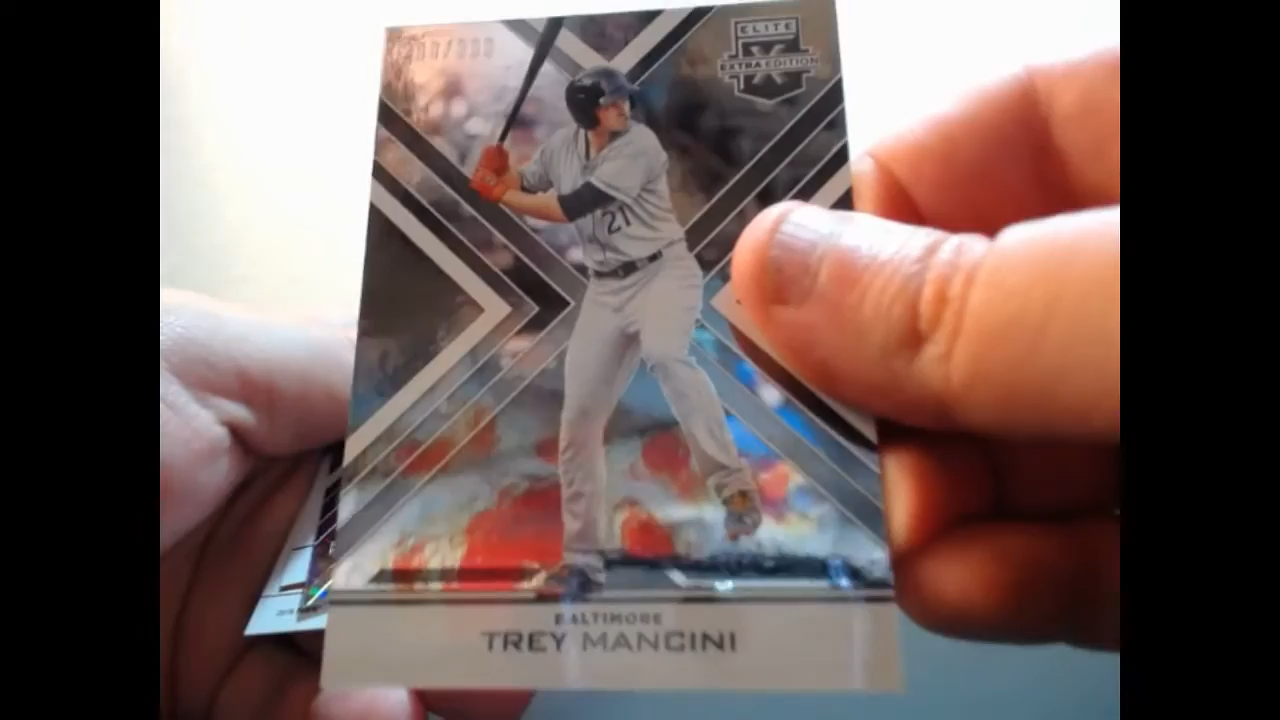 ELITE
X
EXTRA EDITION
21
BALTIMORE
TREY MANCINI